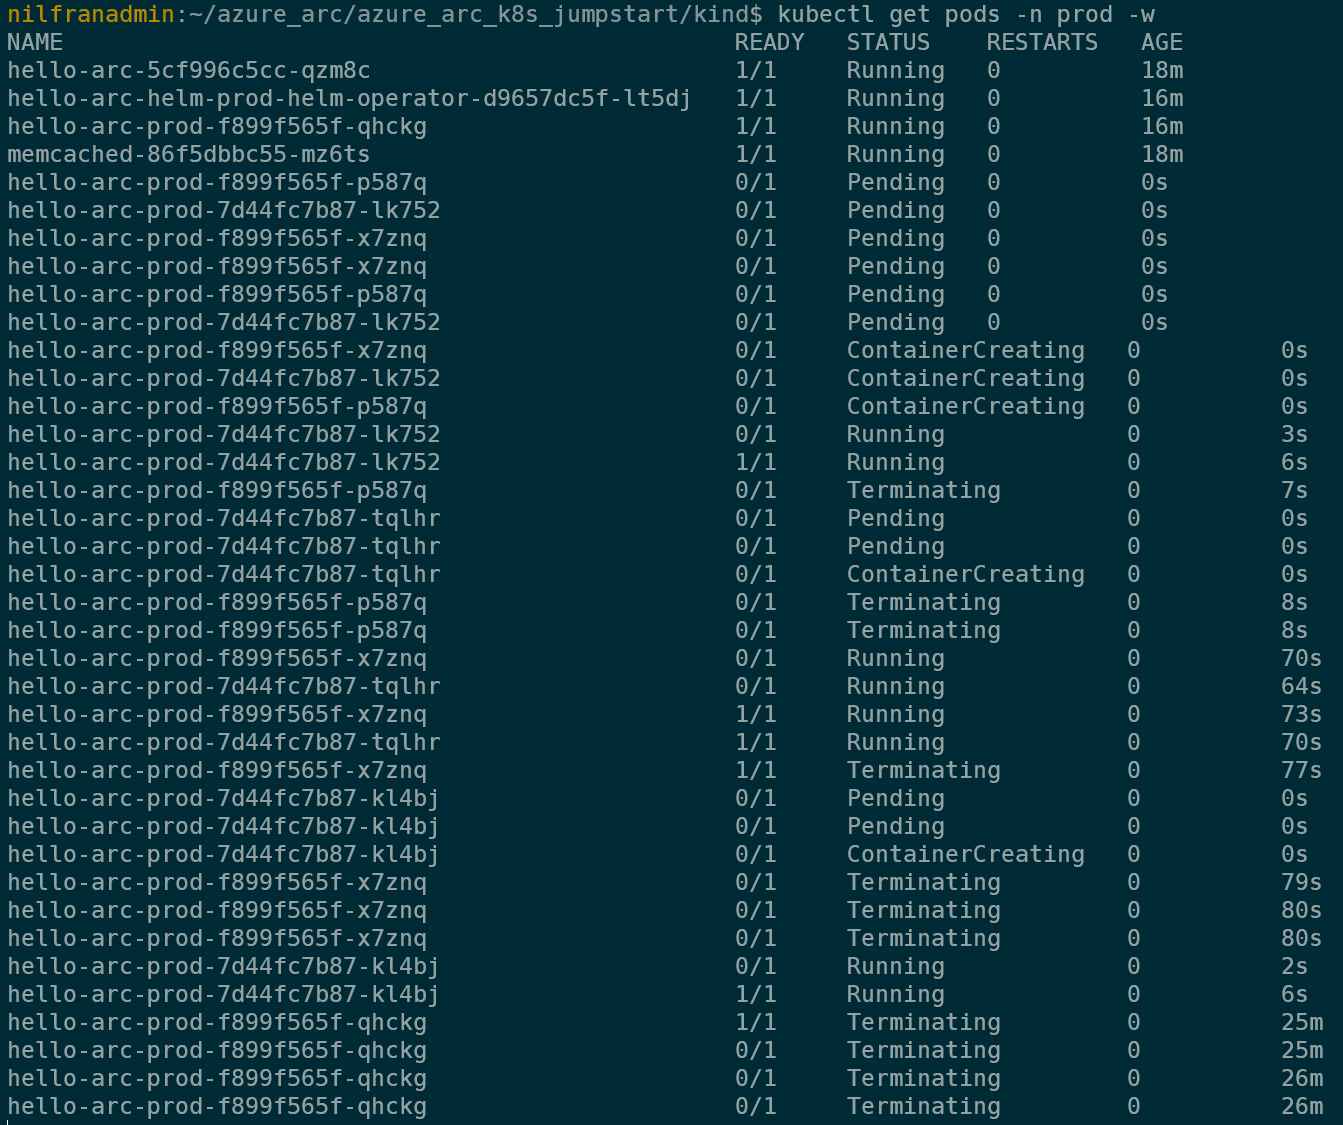 nilfranadmin:~/azure_arc/azure_arc_k8s_jumpstart/kind$ kubectl get pods -n prod -w
NAME READY STATUS RESTARTS AGE
hello-arc-5cf996c5cc-qzm8c 1/1 Running 0 18m
hello-arc-helm-prod-helm-operator-d9657dc5f-lt5dj 1/1 Running 0 16m
hello-arc-prod-f899f565f-qhckg 1/1 Running 0 16m
memcached-86f5dbbc55-mz6ts 1/1 Running 0 18m
hello-arc-prod-f899f565f-p587q 0/1 Pending 0 0s
hello-arc-prod-7d44fc7b87-lk752 0/1 Pending 0 0s
hello-arc-prod-f899f565f-x7znq 0/1 Pending 0 0s
hello-arc-prod-f899f565f-x7znq 0/1 Pending 0 0s
hello-arc-prod-f899f565f-p587q 0/1 Pending 0 0s
hello-arc-prod-7d44fc7b87-lk752 0/1 Pending 0 0s
hello-arc-prod-f899f565f-x7znq 0/1 ContainerCreating 0 0s
hello-arc-prod-7d44fc7b87-lk752 0/1 ContainerCreating 0 0s
hello-arc-prod-f899f565f-p587q 0/1 ContainerCreating 0 0s
hello-arc-prod-7d44fc7b87-lk752 0/1 Running 0 3s
hello-arc-prod-7d44fc7b87-lk752 1/1 Running 0 6s
hello-arc-prod-f899f565f-p587q 0/1 Terminating 0 7s
hello-arc-prod-7d44fc7b87-tqlhr 0/1 Pending 0 0s
hello-arc-prod-7d44fc7b87-tqlhr 0/1 Pending 0 0s
hello-arc-prod-7d44fc7b87-tqlhr 0/1 ContainerCreating 0 0s
hello-arc-prod-f899f565f-p587q 0/1 Terminating 0 8s
hello-arc-prod-f899f565f-p587q 0/1 Terminating 0 8s
hello-arc-prod-f899f565f-x7znq 0/1 Running 0 70s
hello-arc-prod-7d44fc7b87-tqlhr 0/1 Running 0 64s
hello-arc-prod-f899f565f-x7znq 1/1 Running 0 73s
hello-arc-prod-7d44fc7b87-tqlhr 1/1 Running 0 70s
hello-arc-prod-f899f565f-x7znq 1/1 Terminating 0 77s
hello-arc-prod-7d44fc7b87-kl4bj 0/1 Pending 0 0s
hello-arc-prod-7d44fc7b87-kl4bj 0/1 Pending 0 0s
hello-arc-prod-7d44fc7b87-kl4bj 0/1 ContainerCreating 0 0s
hello-arc-prod-f899f565f-x7znq 0/1 Terminating 0 79s
hello-arc-prod-f899f565f-x7znq 0/1 Terminating 0 80s
hello-arc-prod-f899f565f-x7znq 0/1 Terminating 0 80s
hello-arc-prod-7d44fc7b87-kl4bj 0/1 Running 0 2s
hello-arc-prod-7d44fc7b87-kl4bj 1/1 Running 0 6s
hello-arc-prod-f899f565f-qhckg 1/1 Terminating 0 25m
hello-arc-prod-f899f565f-qhckg 0/1 Terminating 0 25m
hello-arc-prod-f899f565f-qhckg 0/1 Terminating 0 26m
hello-arc-prod-f899f565f-qhckg 0/1 Terminating 0 26m